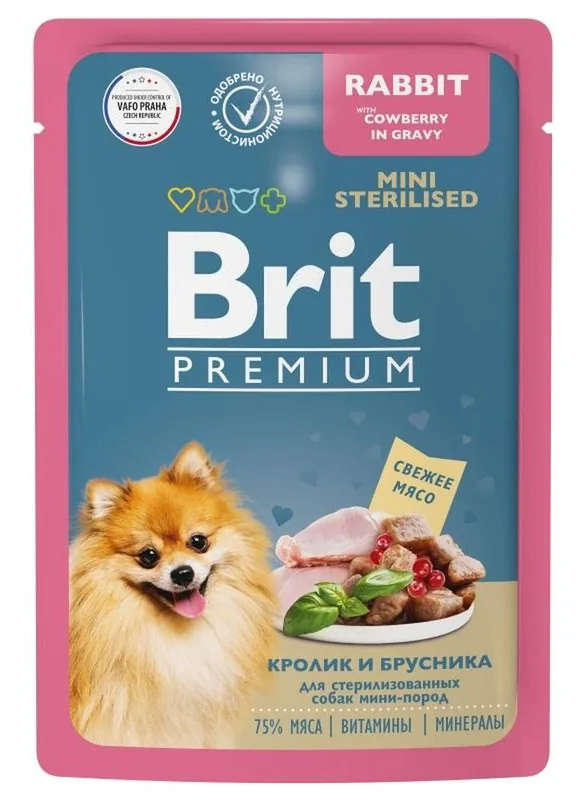 PRODUCED UNDER CONTROL OF
VAFO PRAHA
CZECH REPUBLIC
ОДОБРЕНО НУТРИЦИОНИСТОМ
RABBIT
WITH
COWBERRY
IN GRAVY
MINI
STERILISED
Brit
PREMIUM
СВЕЖЕЕ
МЯСО
КРОЛИК И БРУСНИКА
для стерилизованных
собак мини-пород
75% МЯСА | ВИТАМИНЫ | МИНЕРАЛЫ